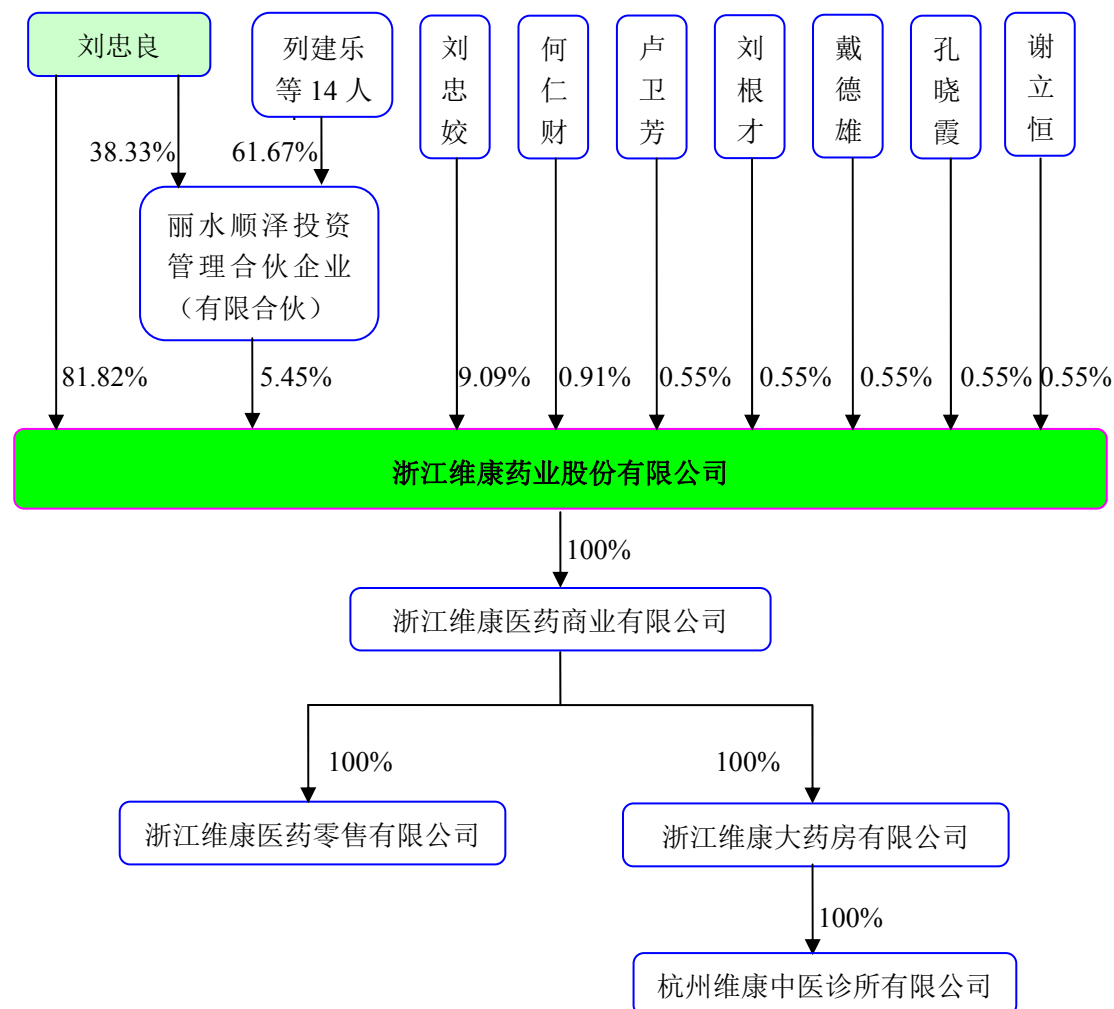 刘忠良
列建乐
等 14 人
刘忠姣
何仁财
卢卫芳
刘根才
戴德雄
孔晓霞
谢立恒
38.33%
61.67%
丽水顺泽投资
管理合伙企业
（有限合伙）
81.82%
5.45%
9.09%
0.91%
0.55%
0.55%
0.55%
0.55%
0.55%
浙江维康药业股份有限公司
100%
浙江维康医药商业有限公司
100%
100%
浙江维康医药零售有限公司
浙江维康大药房有限公司
100%
杭州维康中医诊所有限公司